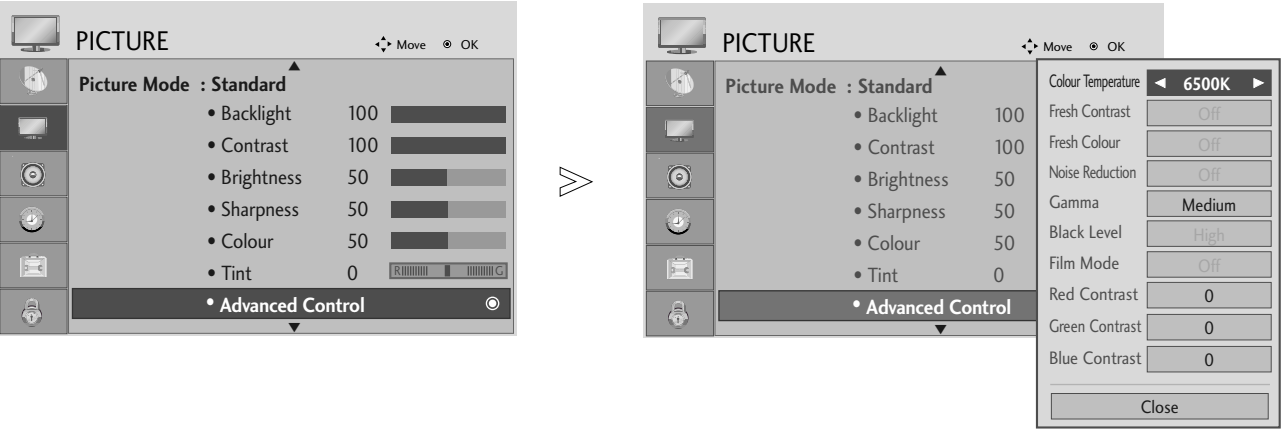 PICTURE
Move ◉ OK
Picture Mode : Standard
• Backlight 100
• Contrast 100
• Brightness 50
• Sharpness 50
• Colour 50
• Tint 0 R G
• Advanced Control
PICTURE
Move ◉ OK
Picture Mode : Standard
• Backlight 100
• Contrast 100
• Brightness 50
• Sharpness 50
• Colour 50
• Tint 0
• Advanced Control
Colour Temperature ◄ 6500K ►
Fresh Contrast Off
Fresh Colour Off
Noise Reduction Off
Gamma Medium
Black Level High
Film Mode Off
Red Contrast 0
Green Contrast 0
Blue Contrast 0
Close